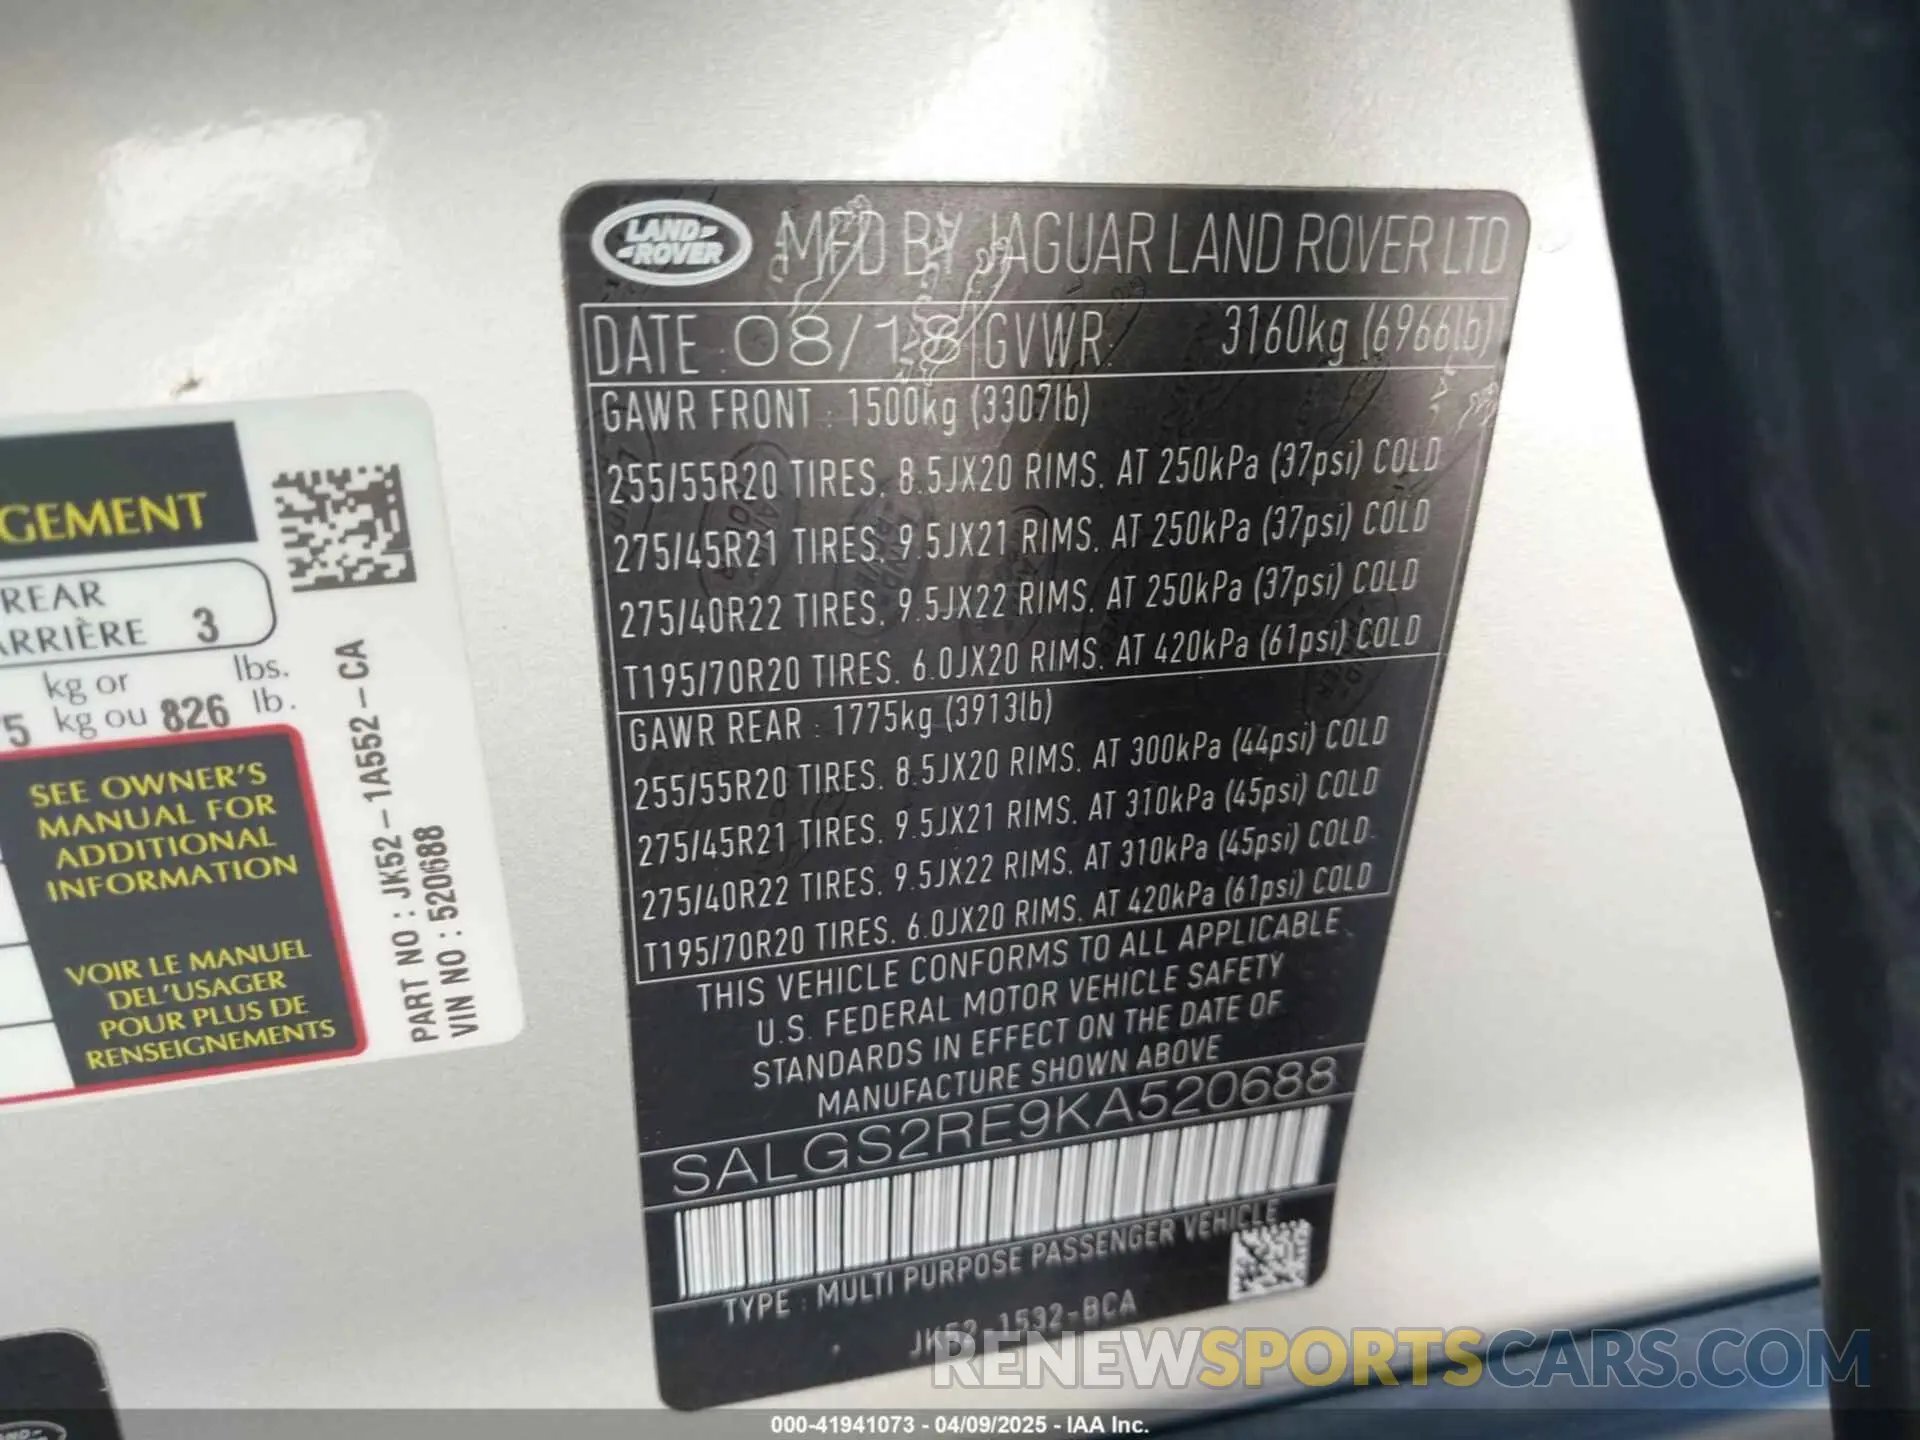 GEMENT
REAR
ARRIÈRE 3
kg or lbs.
5 kg ou 826 lb.
SEE OWNER'S
MANUAL FOR
ADDITIONAL
INFORMATION
VOIR LE MANUEL
DEL'USAGER
POUR PLUS DE
RENSEIGNEMENTS
PART NO : JK52-1A552-CA
VIN NO : 520688
LAND ROVER MFD BY JAGUAR LAND ROVER LTD
DATE : 08/18 GVWR: 3160kg (6966lb)
GAWR FRONT : 1500kg (3307lb)
255/55R20 TIRES. 8.5JX20 RIMS. AT 250kPa (37psi) COLD
275/45R21 TIRES. 9.5JX21 RIMS. AT 250kPa (37psi) COLD
275/40R22 TIRES. 9.5JX22 RIMS. AT 250kPa (37psi) COLD
T195/70R20 TIRES. 6.0JX20 RIMS. AT 420kPa (61psi) COLD
GAWR REAR : 1775kg (3913lb)
255/55R20 TIRES. 8.5JX20 RIMS. AT 300kPa (44psi) COLD
275/45R21 TIRES. 9.5JX21 RIMS. AT 310kPa (45psi) COLD
275/40R22 TIRES. 9.5JX22 RIMS. AT 310kPa (45psi) COLD
T195/70R20 TIRES. 6.0JX20 RIMS. AT 420kPa (61psi) COLD
THIS VEHICLE CONFORMS TO ALL APPLICABLE
U.S. FEDERAL MOTOR VEHICLE SAFETY
STANDARDS IN EFFECT ON THE DATE OF
MANUFACTURE SHOWN ABOVE
SALGS2RE9KA520688
TYPE : MULTI PURPOSE PASSENGER VEHICLE
JK52-1532-BCA
RENEWSPORTSCARS.COM
000-41941073 - 04/09/2025 - IAA Inc.